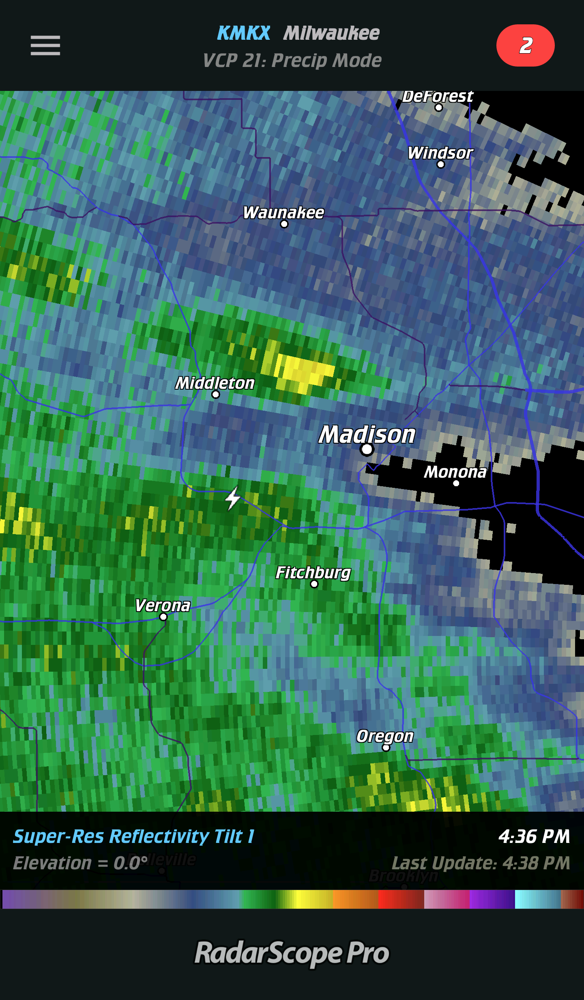 KMKX Milwaukee
2
VCP 21: Precip Mode
DeForest
Windsor
Waunakee
Middleton
Madison
Monona
Fitchburg
Verona
Oregon
Super-Res Reflectivity Tilt 1
4:36 PM
Elevation = 0.0°
Belleville
Last Update: 4:38 PM
Brooklyn
RadarScope Pro